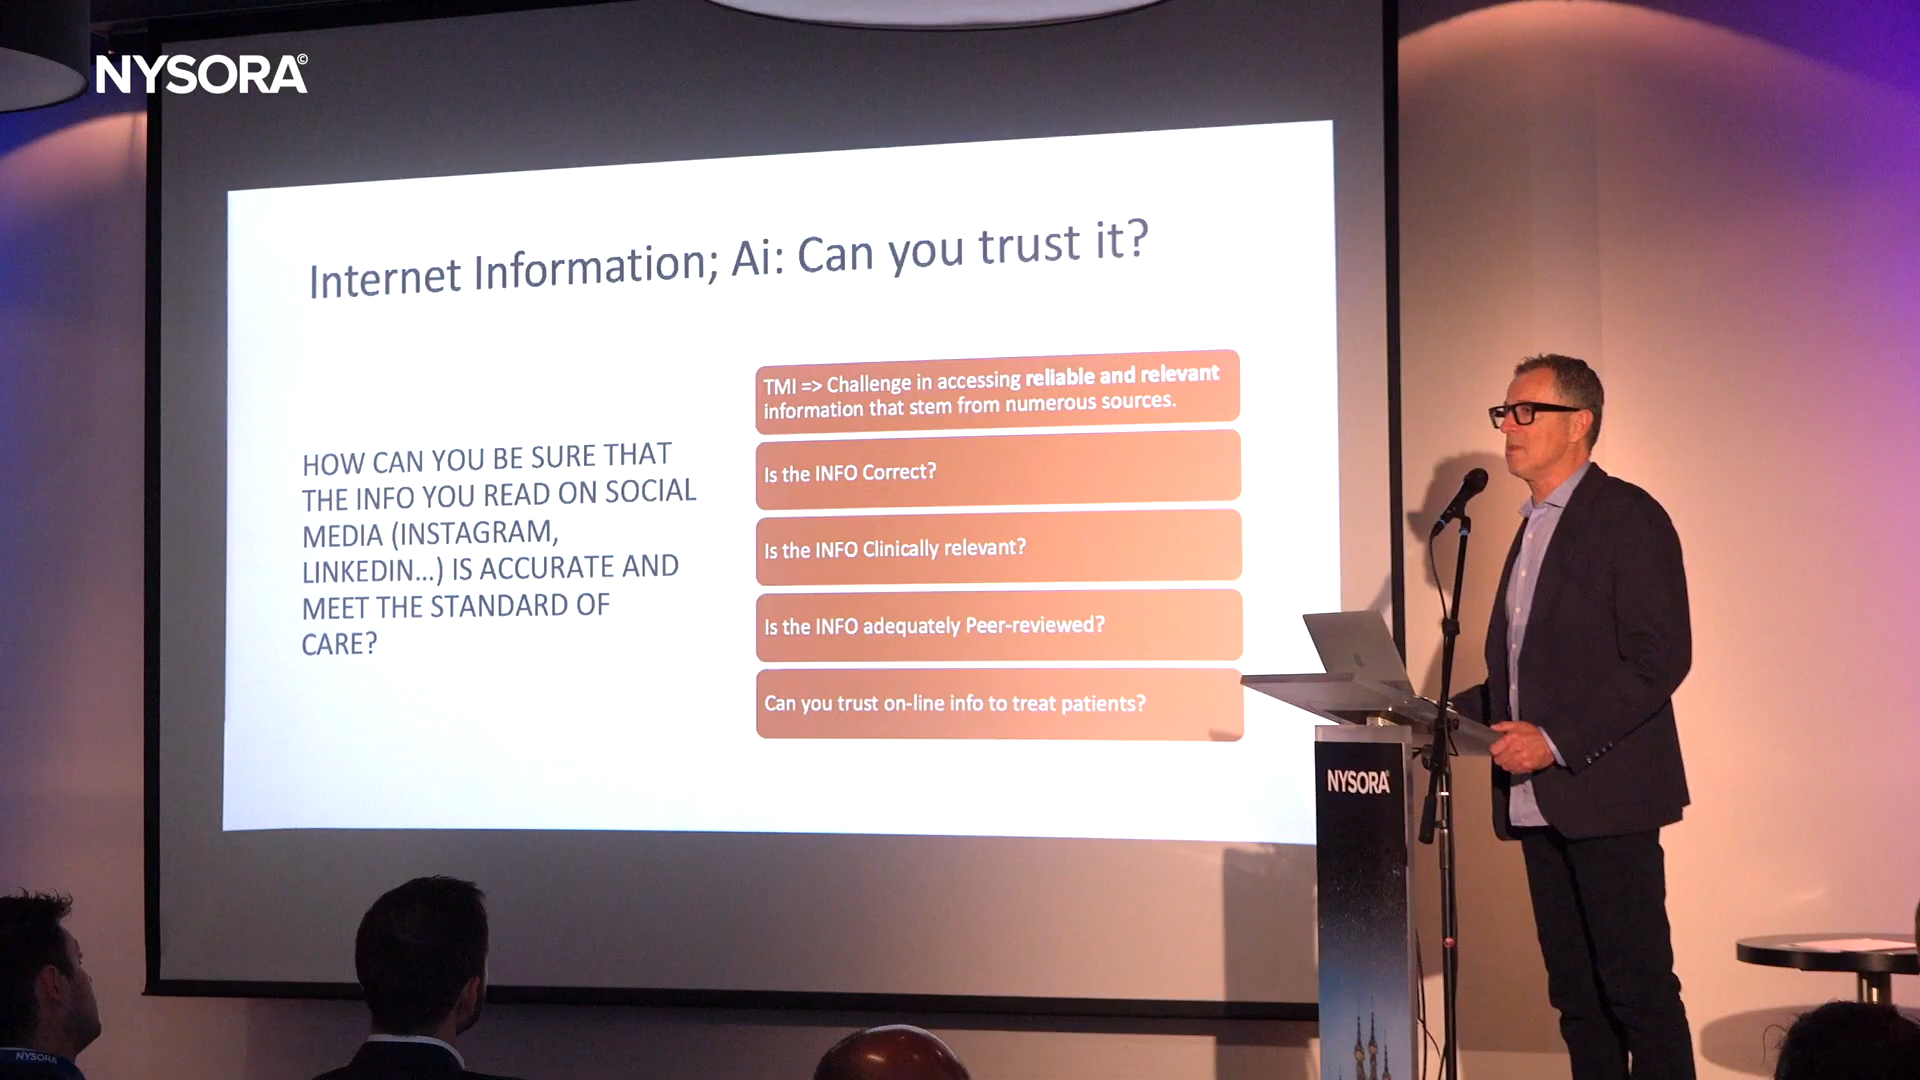 NYSORA©
Internet Information; Ai: Can you trust it?
HOW CAN YOU BE SURE THAT
THE INFO YOU READ ON SOCIAL
MEDIA (INSTAGRAM,
LINKEDIN...) IS ACCURATE AND
MEET THE STANDARD OF
CARE?
TMI => Challenge in accessing reliable and relevant
information that stem from numerous sources.
Is the INFO Correct?
Is the INFO Clinically relevant?
Is the INFO adequately Peer-reviewed?
Can you trust on-line info to treat patients?
NYSORA
NYSORA